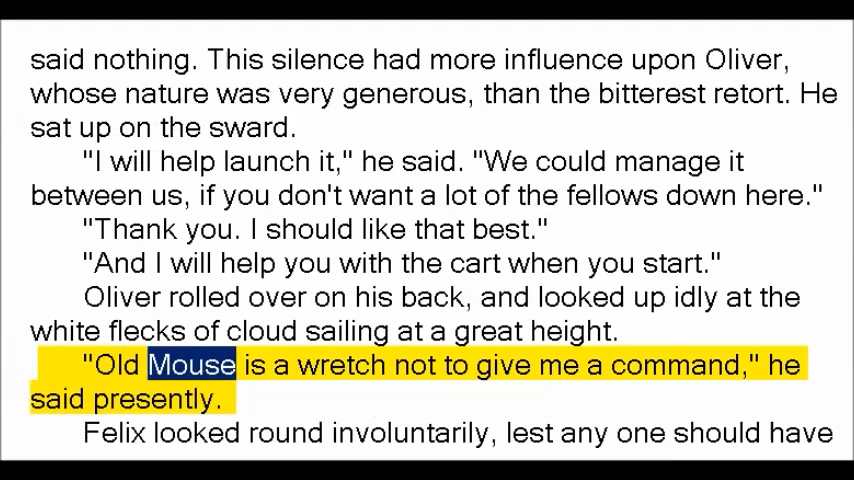 said nothing. This silence had more influence upon Oliver,
whose nature was very generous, than the bitterest retort. He
sat up on the sward.
"I will help launch it," he said. "We could manage it
between us, if you don't want a lot of the fellows down here."
"Thank you. I should like that best."
"And I will help you with the cart when you start."
Oliver rolled over on his back, and looked up idly at the
white flecks of cloud sailing at a great height.
"Old Mouse is a wretch not to give me a command," he
said presently.
Felix looked round involuntarily, lest any one should have